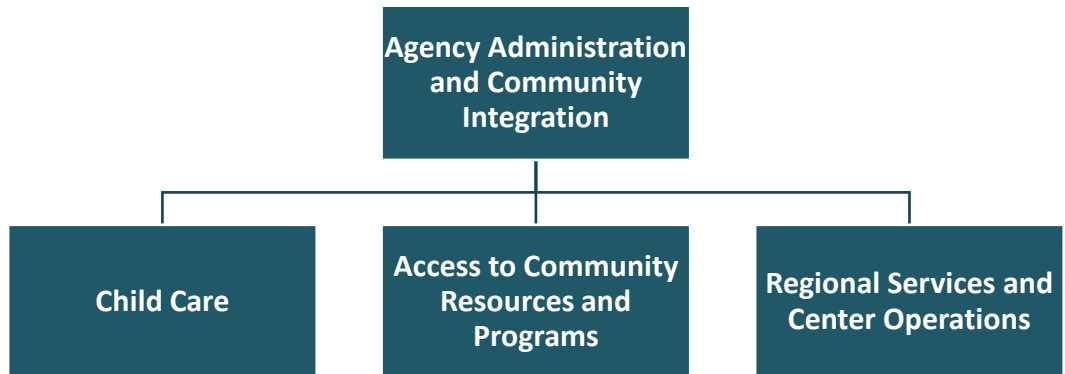 Agency Administration
and Community
Integration
Child Care
Access to Community
Resources and
Programs
Regional Services and
Center Operations